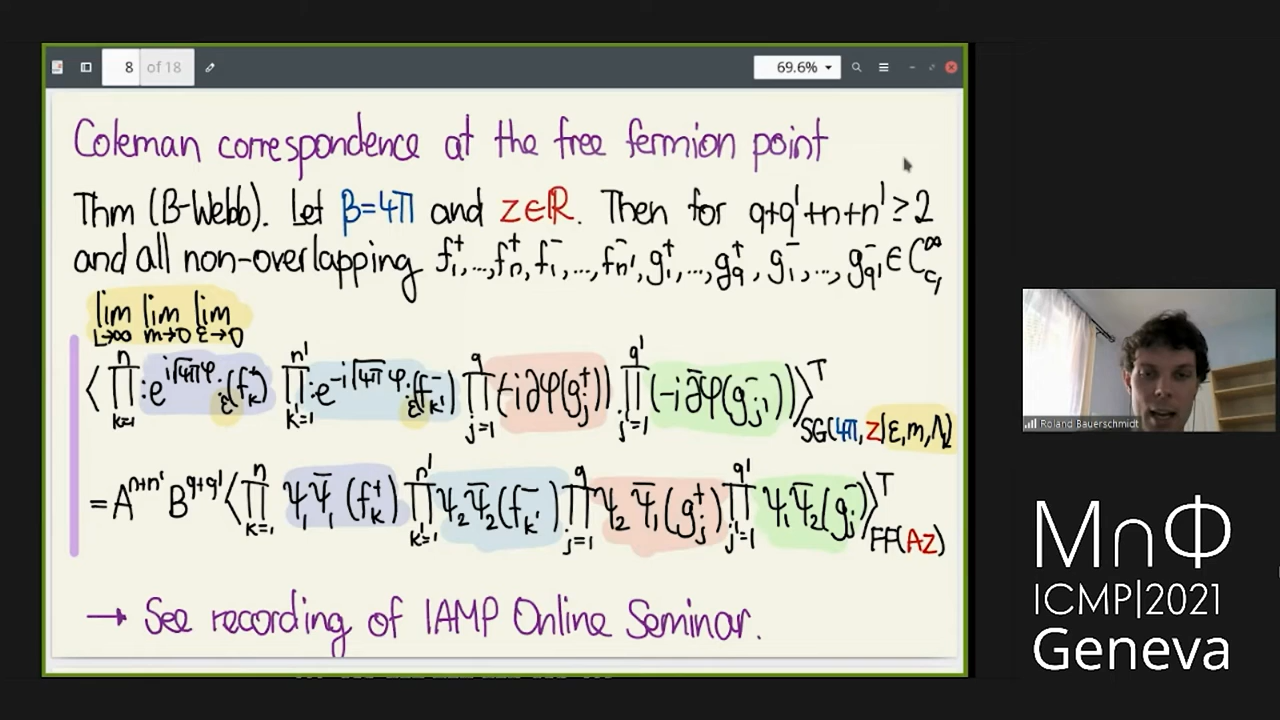 8 of 18
69.6%
Coleman correspondence at the free fermion point
Thm (B-Webb). Let β=4π and z∈ℝ. Then for q+q'+n+n' ≥ 2
and all non-overlapping f₁⁺,...,fₙ⁺,f₁⁻,...,fₙ'⁻,g₁⁺,...,g_q⁺,g₁⁻,...,g_q'⁻ ∈ C_c^∞,
lim_{L→∞} lim_{m→0} lim_{ε→0}
⟨∏_{k=1}^{n} :e^{i√4π φ}:_ε(f_k⁺) ∏_{k'=1}^{n'} :e^{-i√4π φ}:_ε(f_{k'}⁻) ∏_{j=1}^{q} (-i∂φ(g_j⁺)) ∏_{j'=1}^{q'} (-i∂̄φ(g_{j'}⁻))⟩^T_{SG(4π,z|ε,m,Λ)}
= A^{n+n'} B^{q+q'} ⟨∏_{k=1}^{n} ψ₁ψ̄₁(f_k⁺) ∏_{k'=1}^{n'} ψ₂ψ̄₂(f_{k'}⁻) ∏_{j=1}^{q} ψ₂ψ̄₁(g_j⁺) ∏_{j'=1}^{q'} ψ₁ψ̄₂(g_{j'}⁻)⟩^T_{FF(Az)}
→ See recording of IAMP Online Seminar.
Roland Bauerschmidt
M∩Φ
ICMP|2021
Geneva